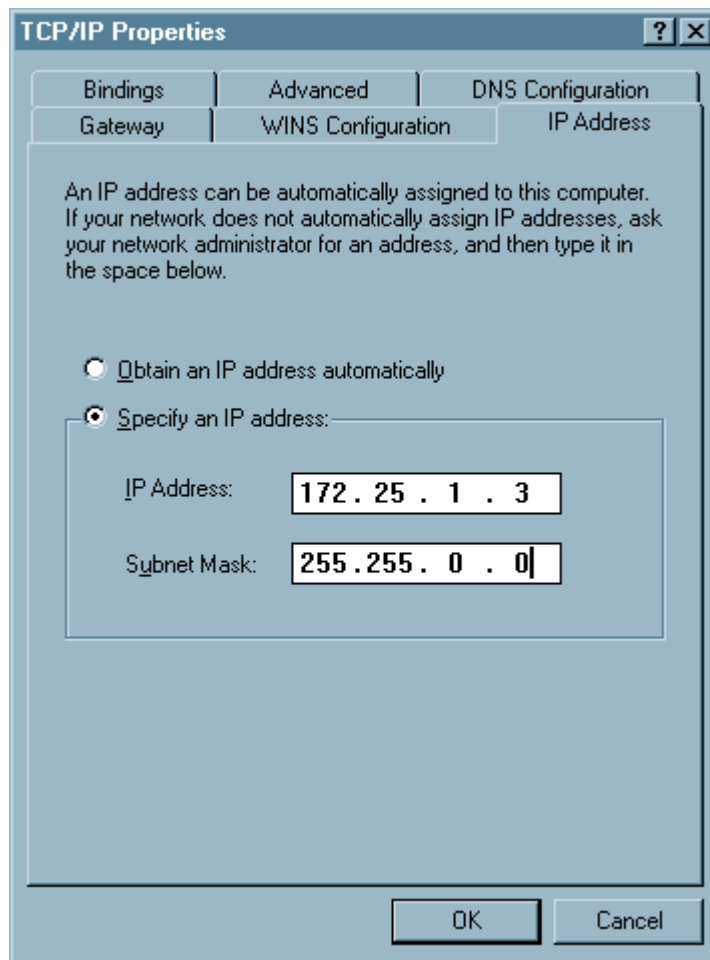 TCP/IP Properties ? X
Bindings Advanced DNS Configuration
Gateway WINS Configuration IP Address
An IP address can be automatically assigned to this computer.
If your network does not automatically assign IP addresses, ask
your network administrator for an address, and then type it in
the space below.
Obtain an IP address automatically
Specify an IP address:
IP Address: 172 . 25 . 1 . 3
Subnet Mask: 255 . 255 . 0 . 0
OK Cancel